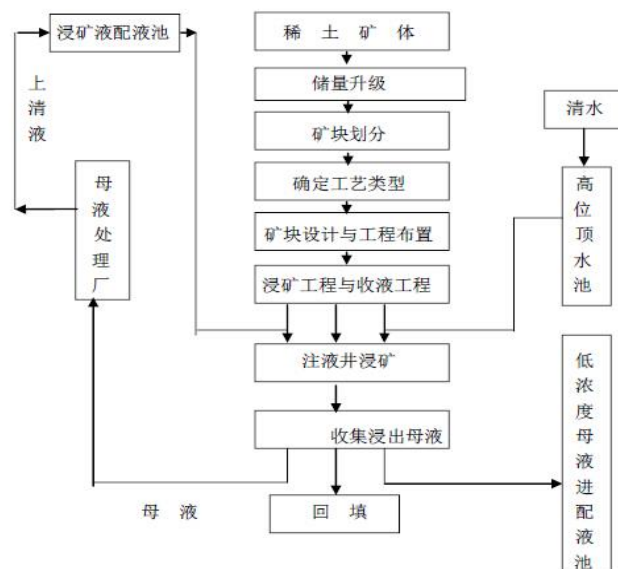 浸矿液配液池
稀土矿体
上清液
储量升级
清水
矿块划分
母液处理厂
确定工艺类型
高位顶水池
矿块设计与工程布置
浸矿工程与收液工程
注液井浸矿
低浓度母液进配液池
收集浸出母液
母液
回填